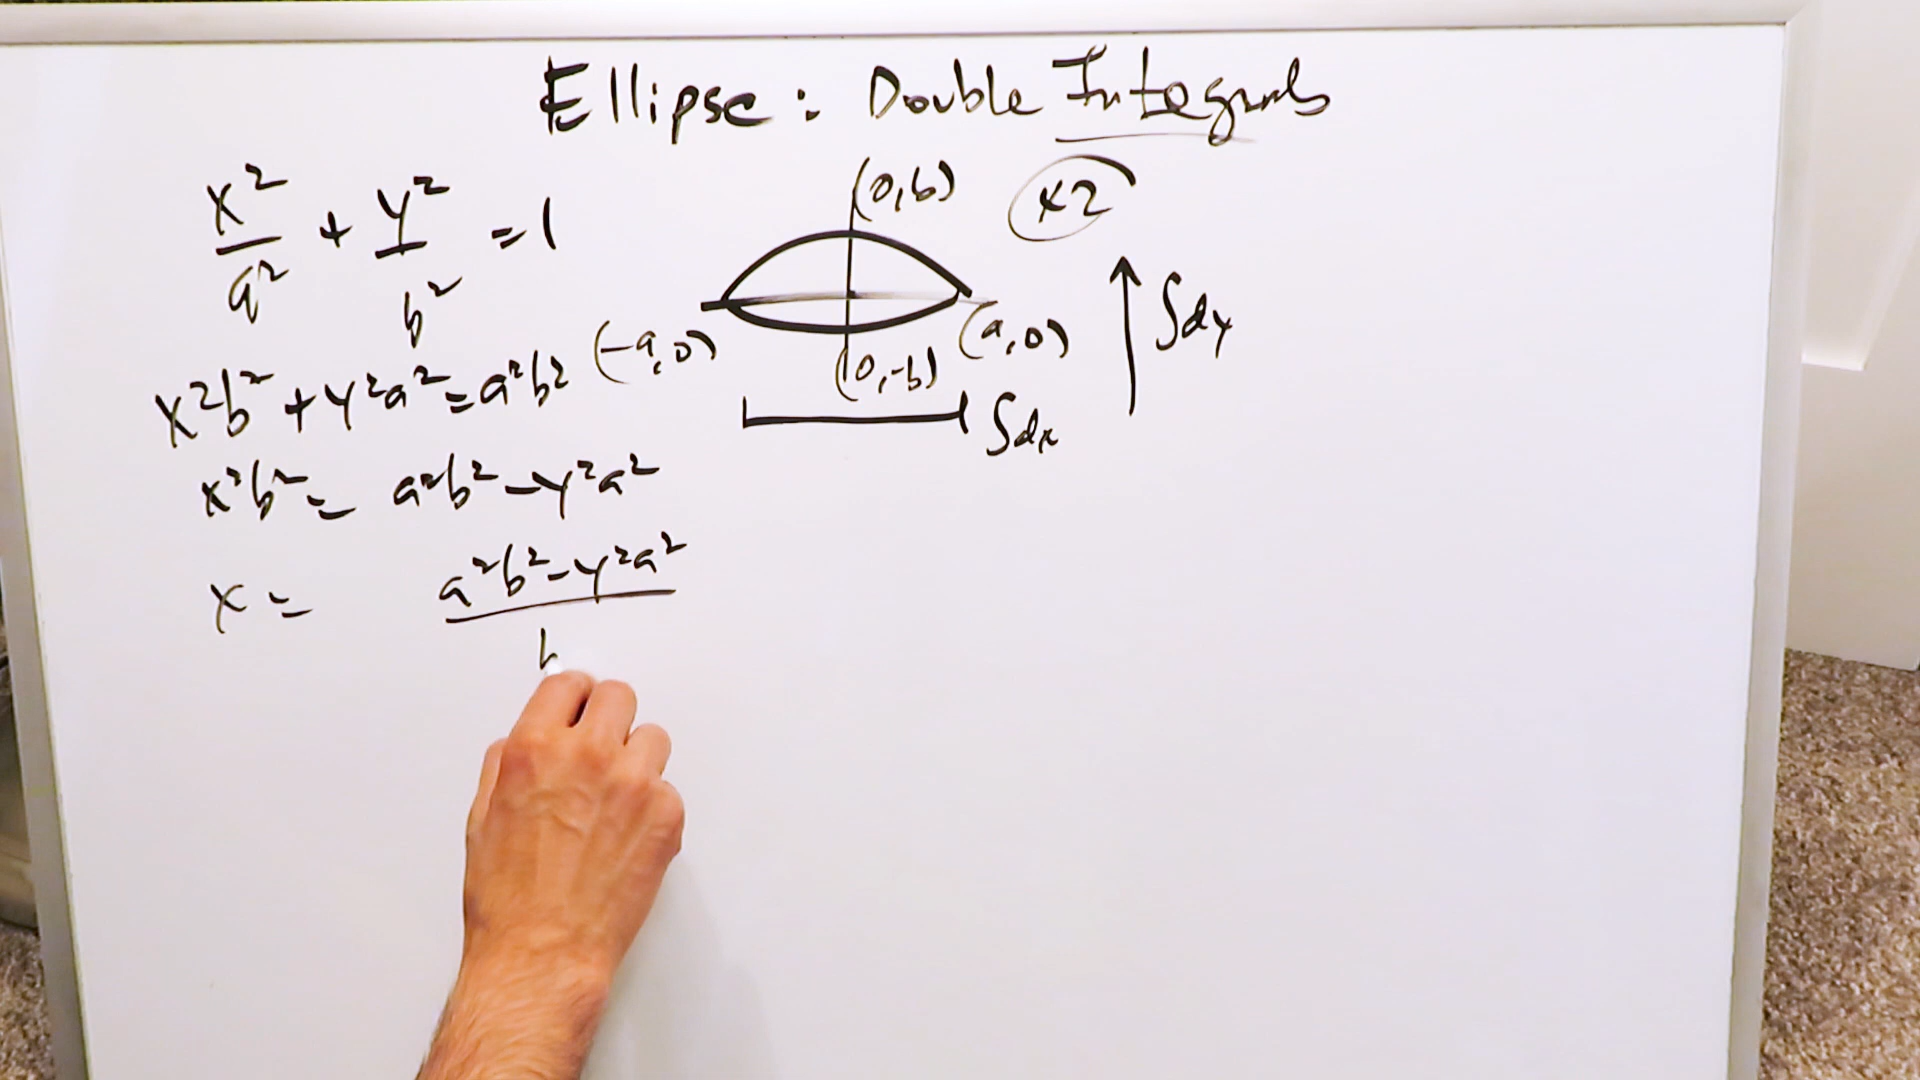 Ellipse: Double Integrals
x²/a² + y²/b² = 1
(0,b)
x2
(-a,0)
(a,0)
(0,-b)
∫dy
∫dx
x²b² + y²a² = a²b²
x²b² = a²b² - y²a²
x = a²b² - y²a² / b